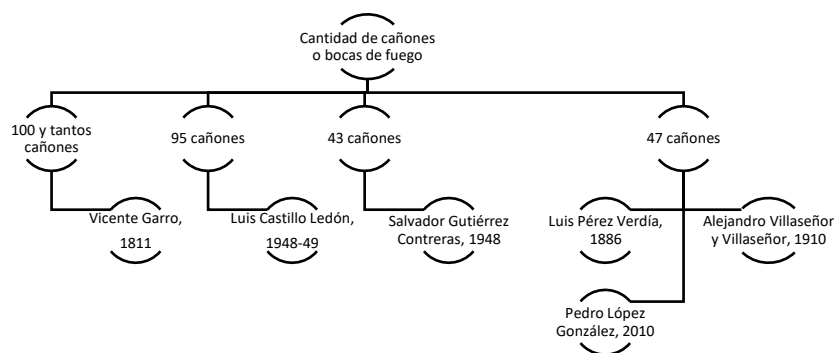 Cantidad de cañones
o bocas de fuego
100 y tantos
cañones
95 cañones
43 cañones
47 cañones
Vicente Garro,
1811
Luis Castillo Ledón,
1948-49
Salvador Gutiérrez
Contreras, 1948
Luis Pérez Verdía,
1886
Alejandro Villaseñor
y Villaseñor, 1910
Pedro López
González, 2010